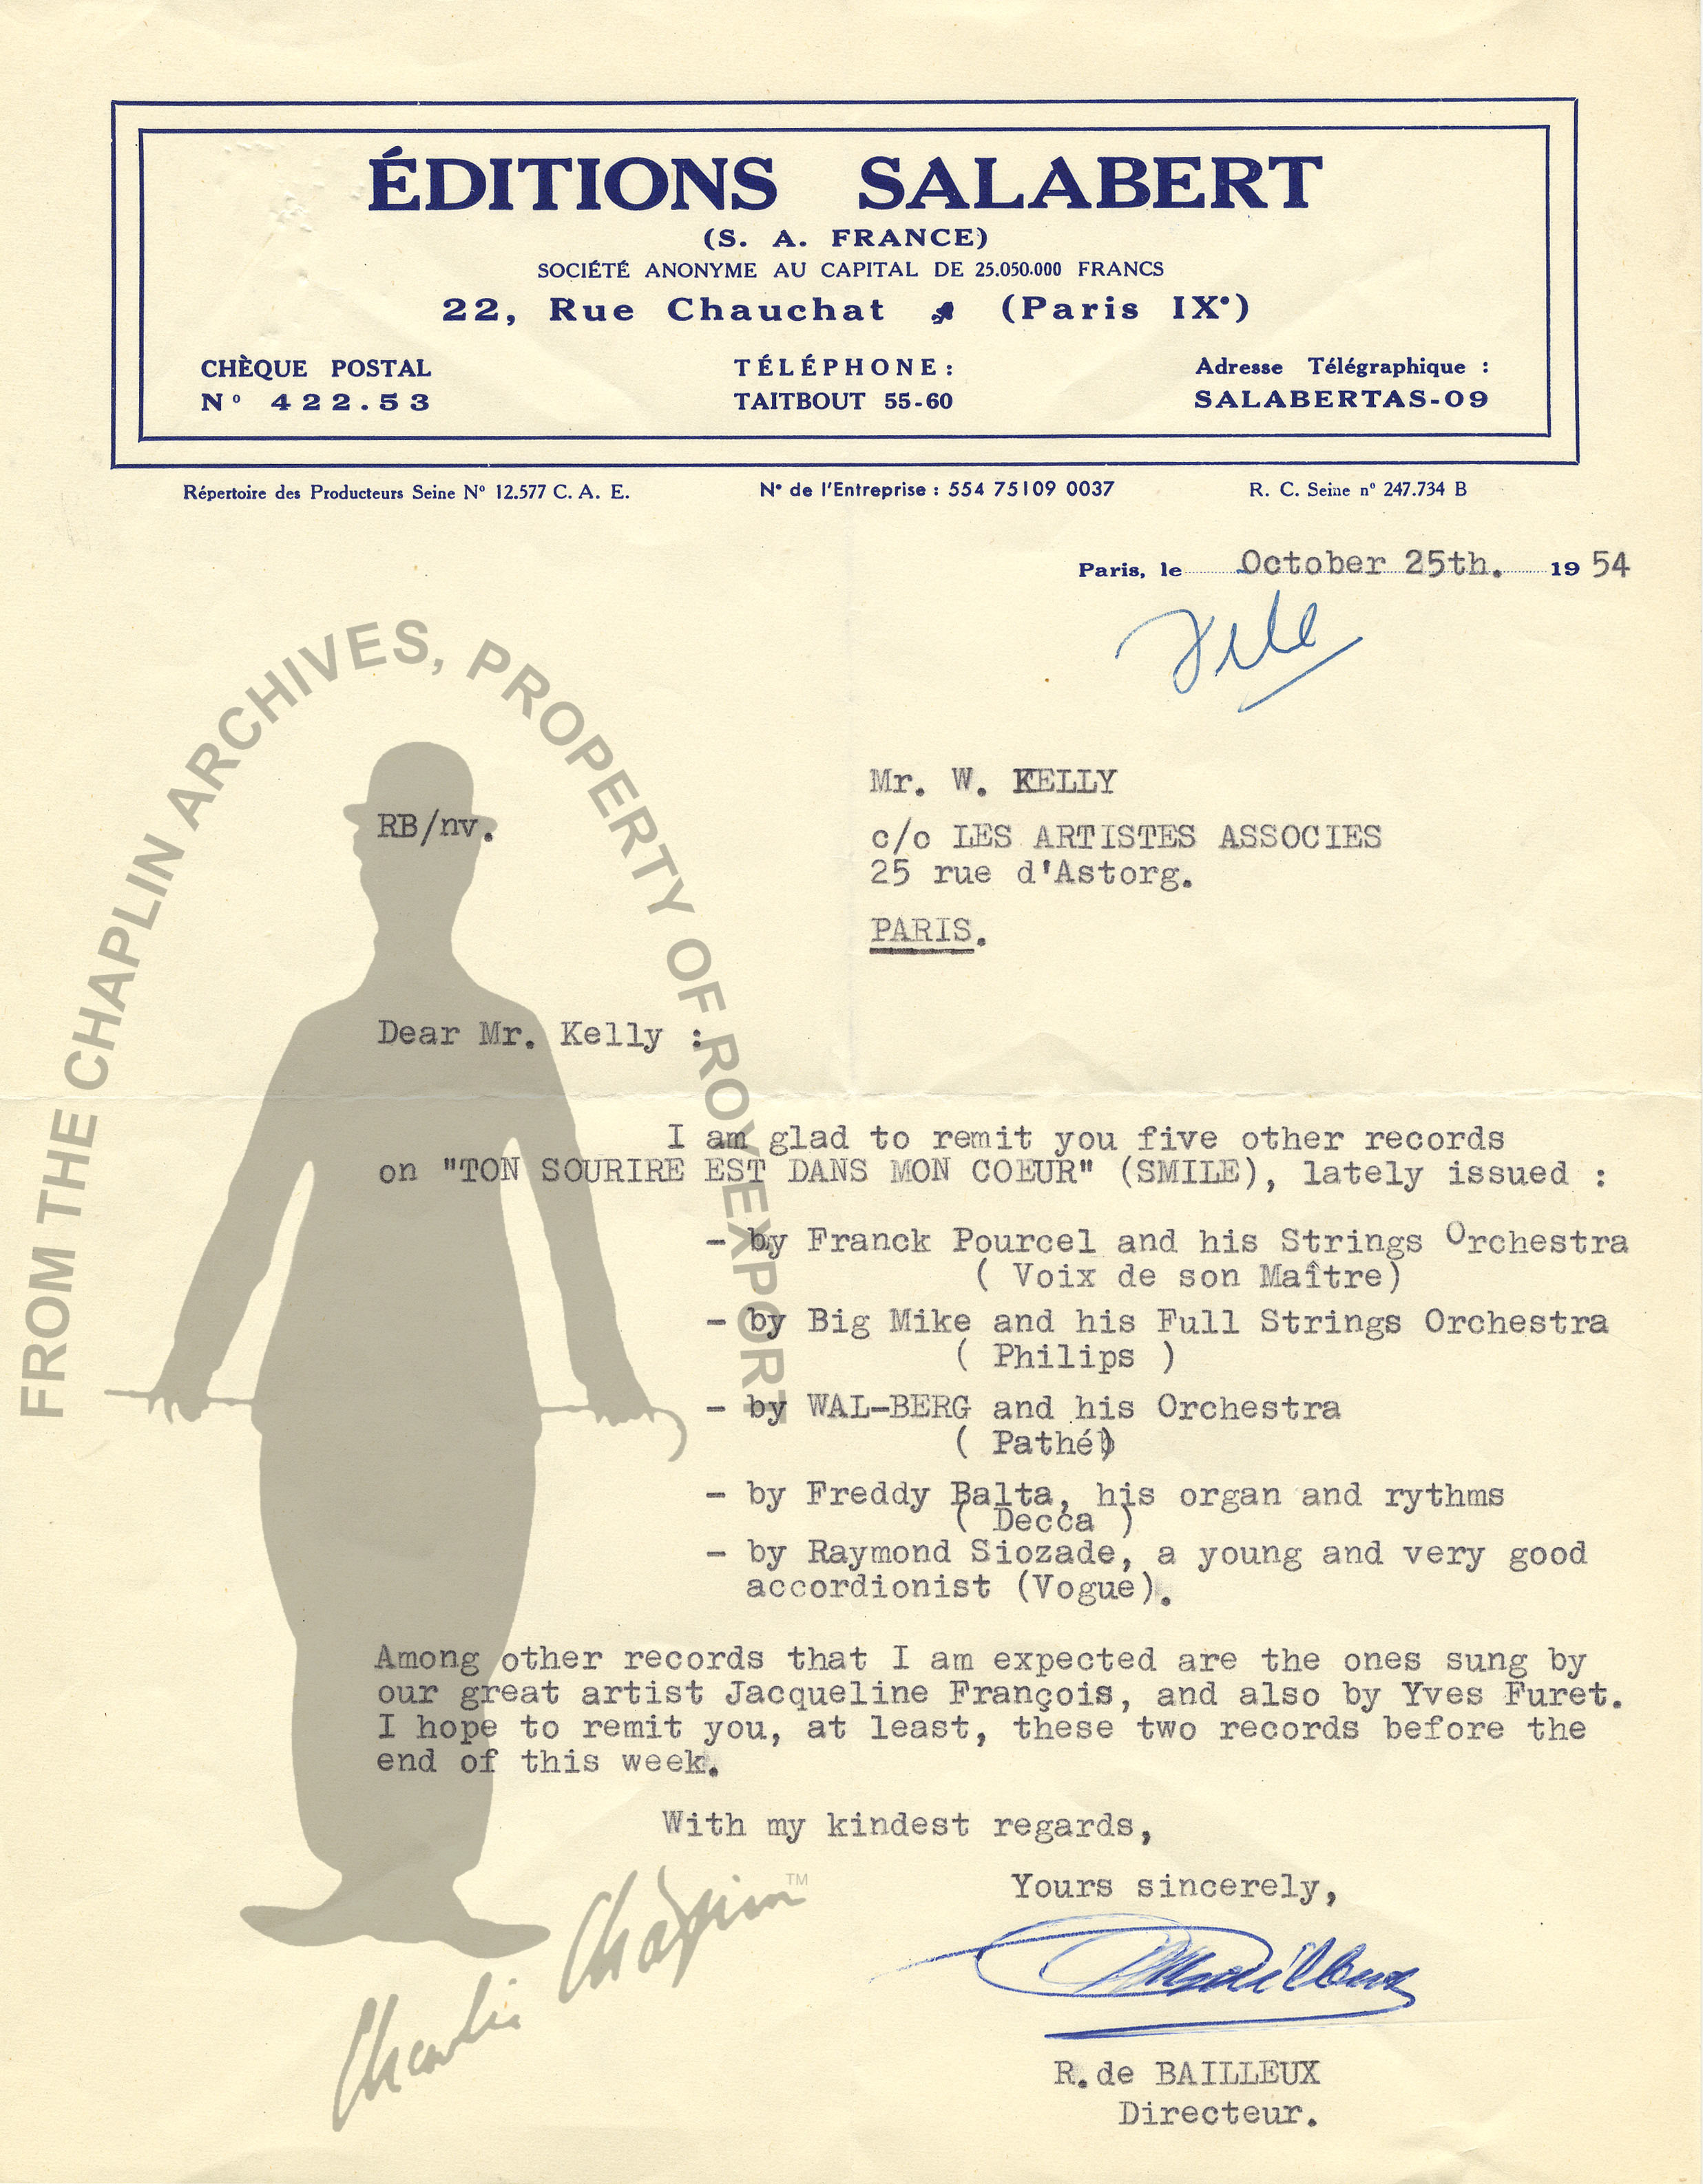 ÉDITIONS SALABERT
(S. A. FRANCE)
SOCIÉTÉ ANONYME AU CAPITAL DE 25.050.000 FRANCS
22, Rue Chauchat (Paris IXe)
CHÈQUE POSTAL
N° 422.53
TÉLÉPHONE:
TAITBOUT 55-60
Adresse Télégraphique :
SALABERTAS-09
Répertoire des Producteurs Seine N° 12.577 C. A. E.
N° de l'Entreprise : 554 75109 0037
R. C. Seine n° 247.734 B
Paris, le October 25th. 19 54
File
Mr. W. KELLY
c/o LES ARTISTES ASSOCIES
25 rue d'Astorg.
PARIS.
RB/nv.
Dear Mr. Kelly :
I am glad to remit you five other records
on "TON SOURIRE EST DANS MON COEUR" (SMILE), lately issued :
- by Franck Pourcel and his Strings Orchestra
( Voix de son Maître)
- by Big Mike and his Full Strings Orchestra
( Philips )
- by WAL-BERG and his Orchestra
( Pathé)
- by Freddy Balta, his organ and rythms
( Decca )
- by Raymond Siozade, a young and very good
accordionist (Vogue).
Among other records that I am expected are the ones sung by
our great artist Jacqueline François, and also by Yves Furet.
I hope to remit you, at least, these two records before the
end of this week.
With my kindest regards,
Yours sincerely,
R. de BAILLEUX
Directeur.
FROM THE CHAPLIN ARCHIVES, PROPERTY OF ROY EXPORT
Charlie Chaplin™